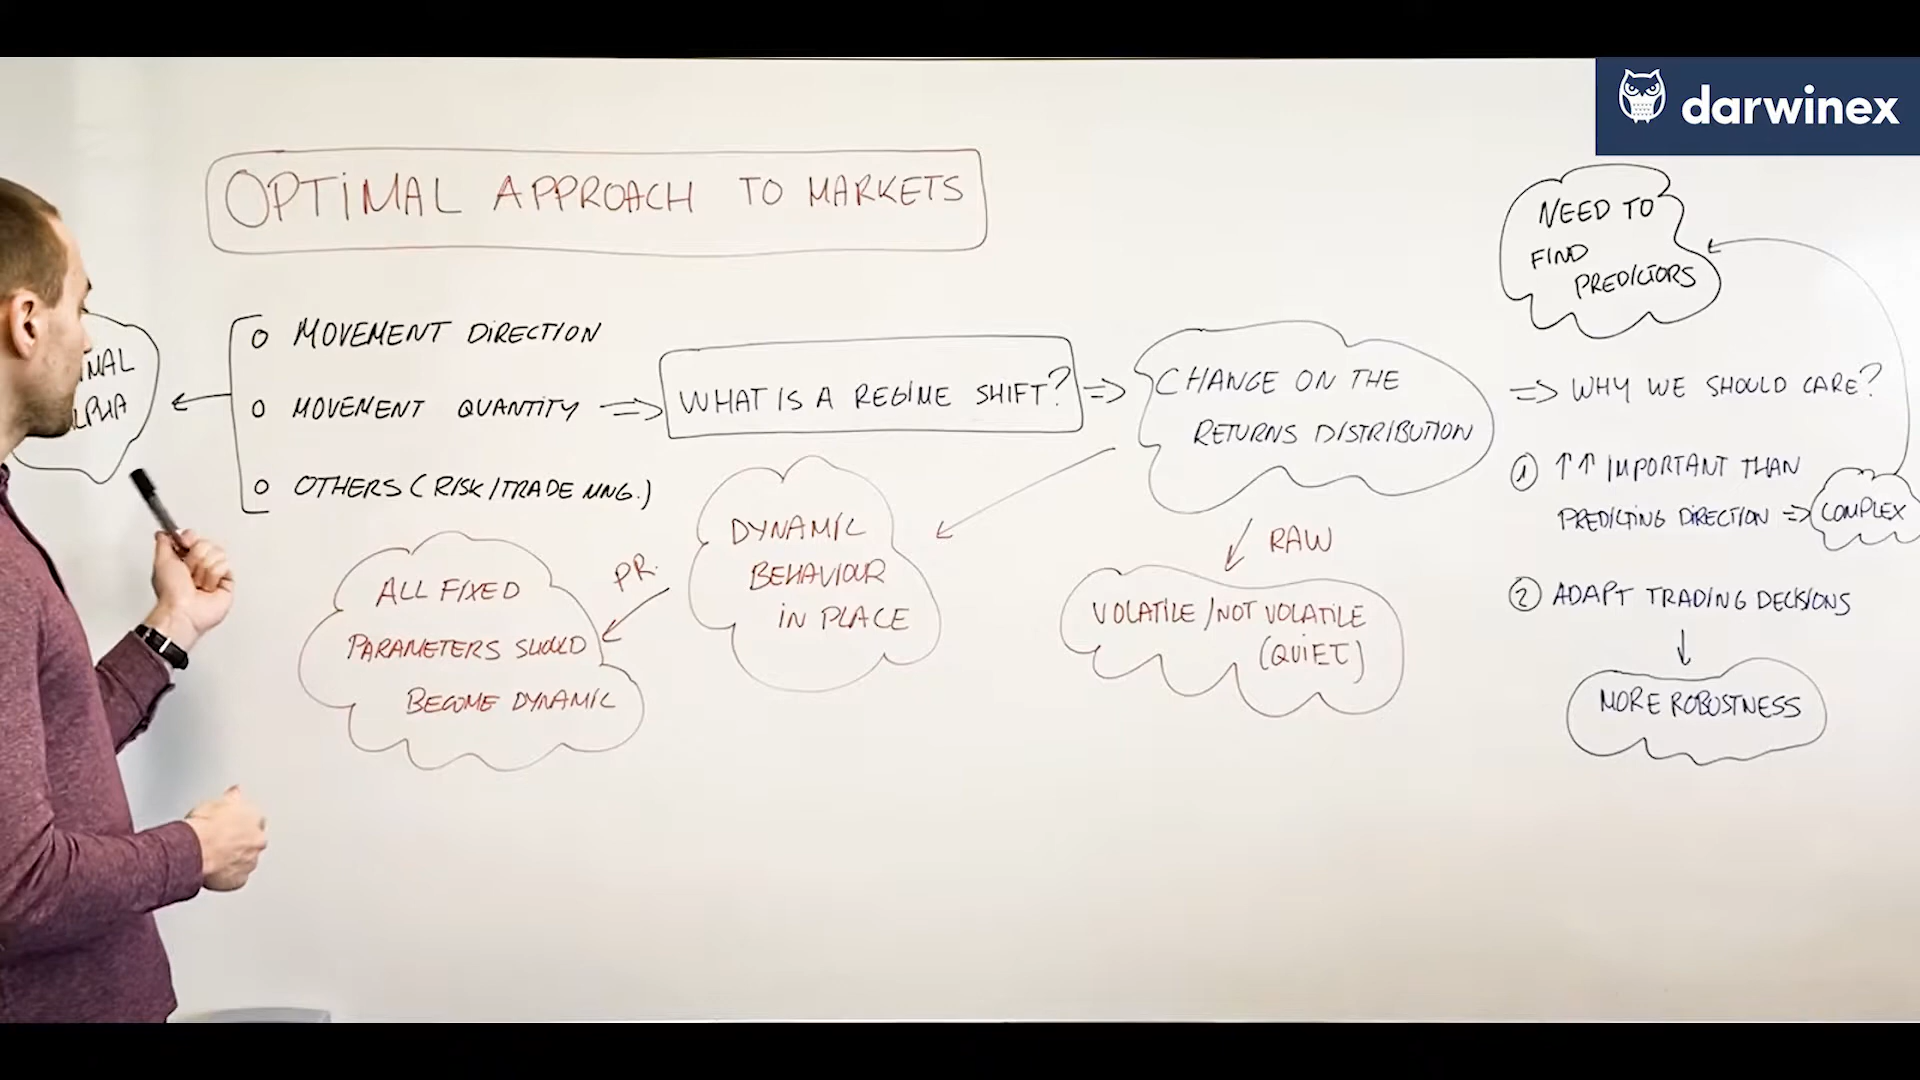 darwinex
OPTIMAL APPROACH TO MARKETS
NEED TO
FIND
PREDICTORS
O MOVEMENT DIRECTION
O MOVEMENT QUANTITY
O OTHERS (RISK/TRADE MNG.)
WHAT IS A REGIME SHIFT?
CHANGE ON THE
RETURNS DISTRIBUTION
WHY WE SHOULD CARE?
1 ↑↑ IMPORTANT THAN
PREDICTING DIRECTION ⇒ COMPLEX
2 ADAPT TRADING DECISIONS
MORE ROBUSTNESS
RAW
VOLATILE/NOT VOLATILE
(QUIET)
DYNAMIC
BEHAVIOUR
IN PLACE
PR.
ALL FIXED
PARAMETERS SHOULD
BECOME DYNAMIC